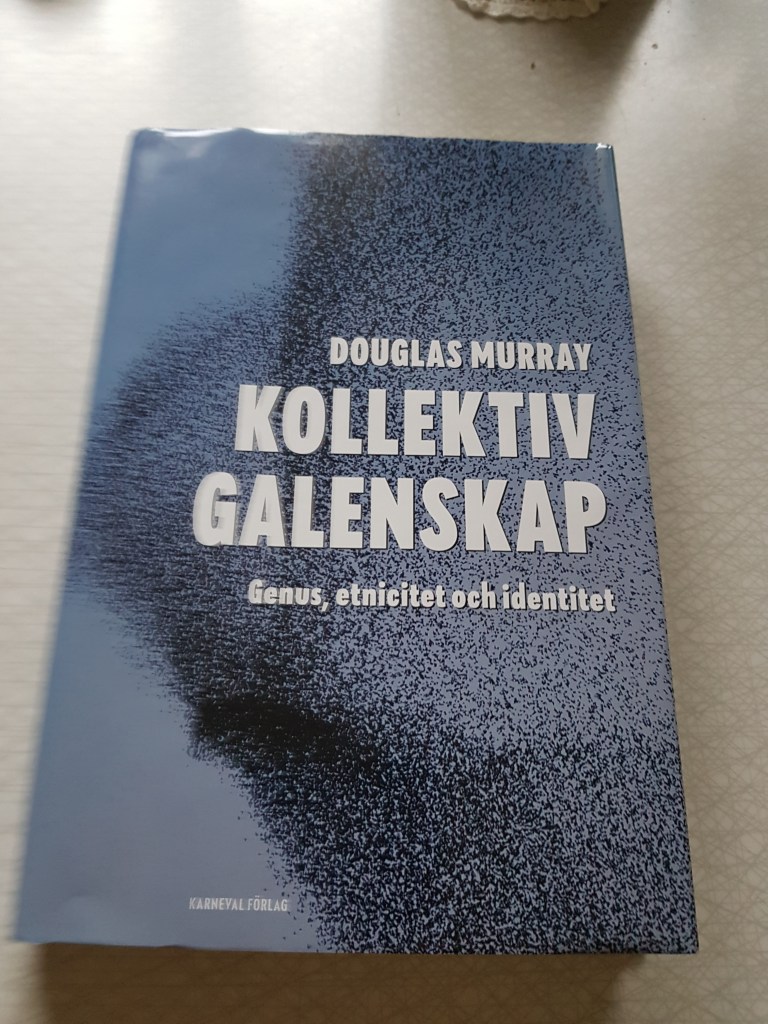 DOUGLAS MURRAY
KOLLEKTIV
GALENSKAP
Genus, etnicitet och identitet
KARNEVAL FÖRLAG